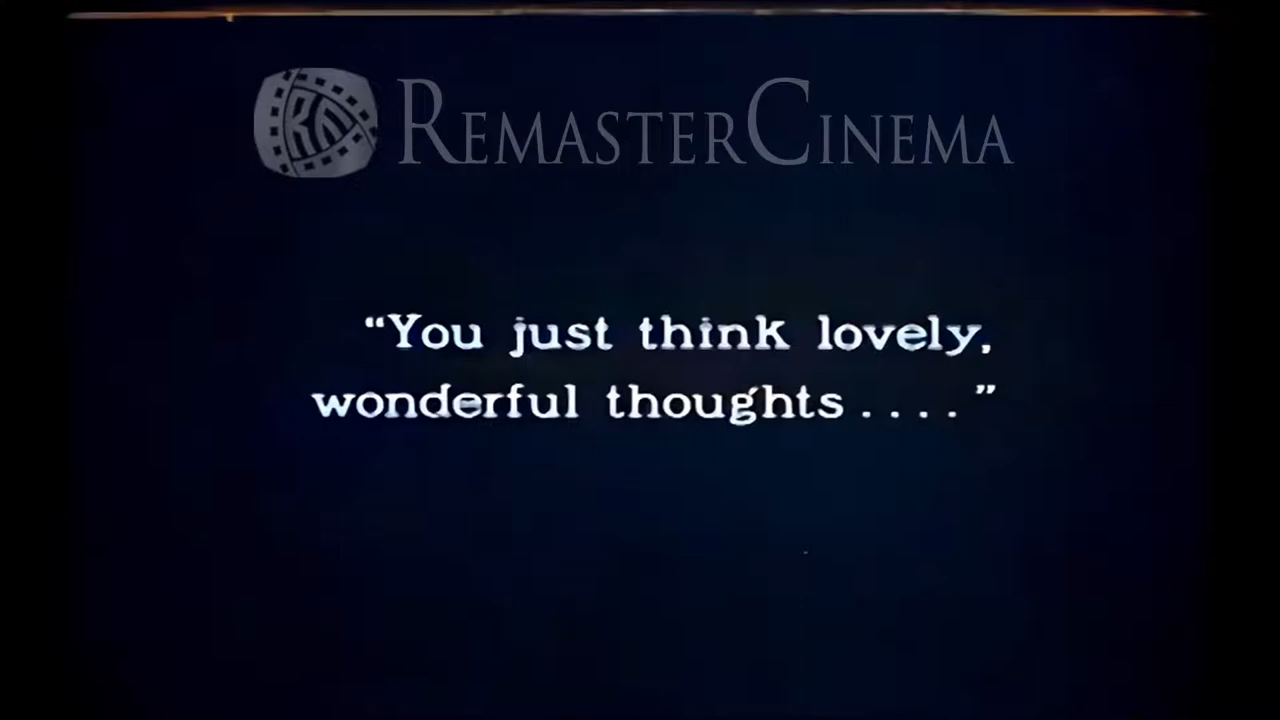 REMASTERCINEMA
“You just think lovely,
wonderful thoughts . . . . ”